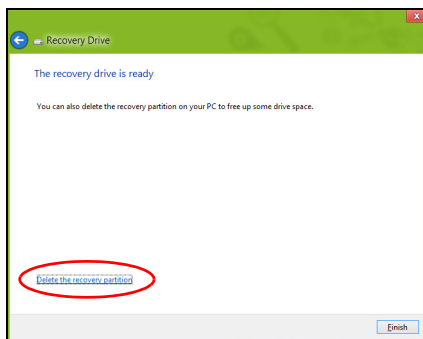 x
Recovery Drive
The recovery drive is ready
You can also delete the recovery partition on your PC to free up some drive space.
Delete the recovery partition
Finish